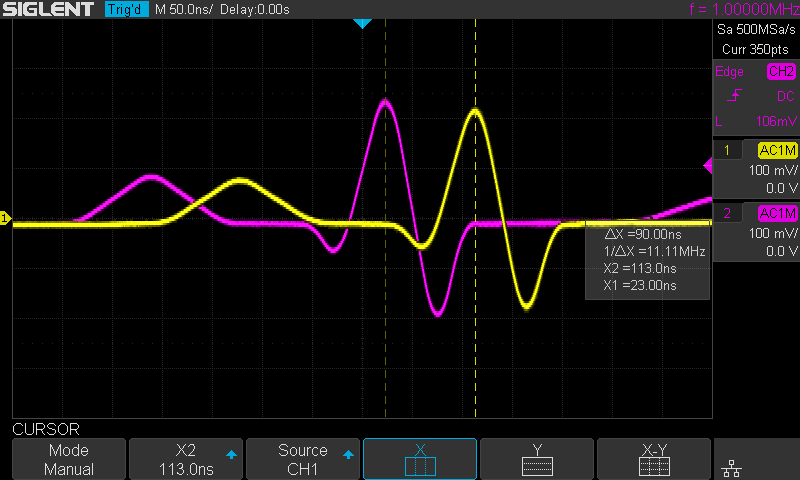 SIGLENT Trig'd M 50.0ns/ Delay:0.00s f = 1.00000MHz
Sa 500MSa/s
Curr 350pts
Edge CH2
DC
L 106mV
1 AC1M
100 mV/
0.0 V
2 AC1M
100 mV/
0.0 V
1
ΔX =90.00ns
1/ΔX =11.11MHz
X2 =113.0ns
X1 =23.00ns
CURSOR
Mode
Manual
X2
113.0ns
Source
CH1
X
Y
X-Y